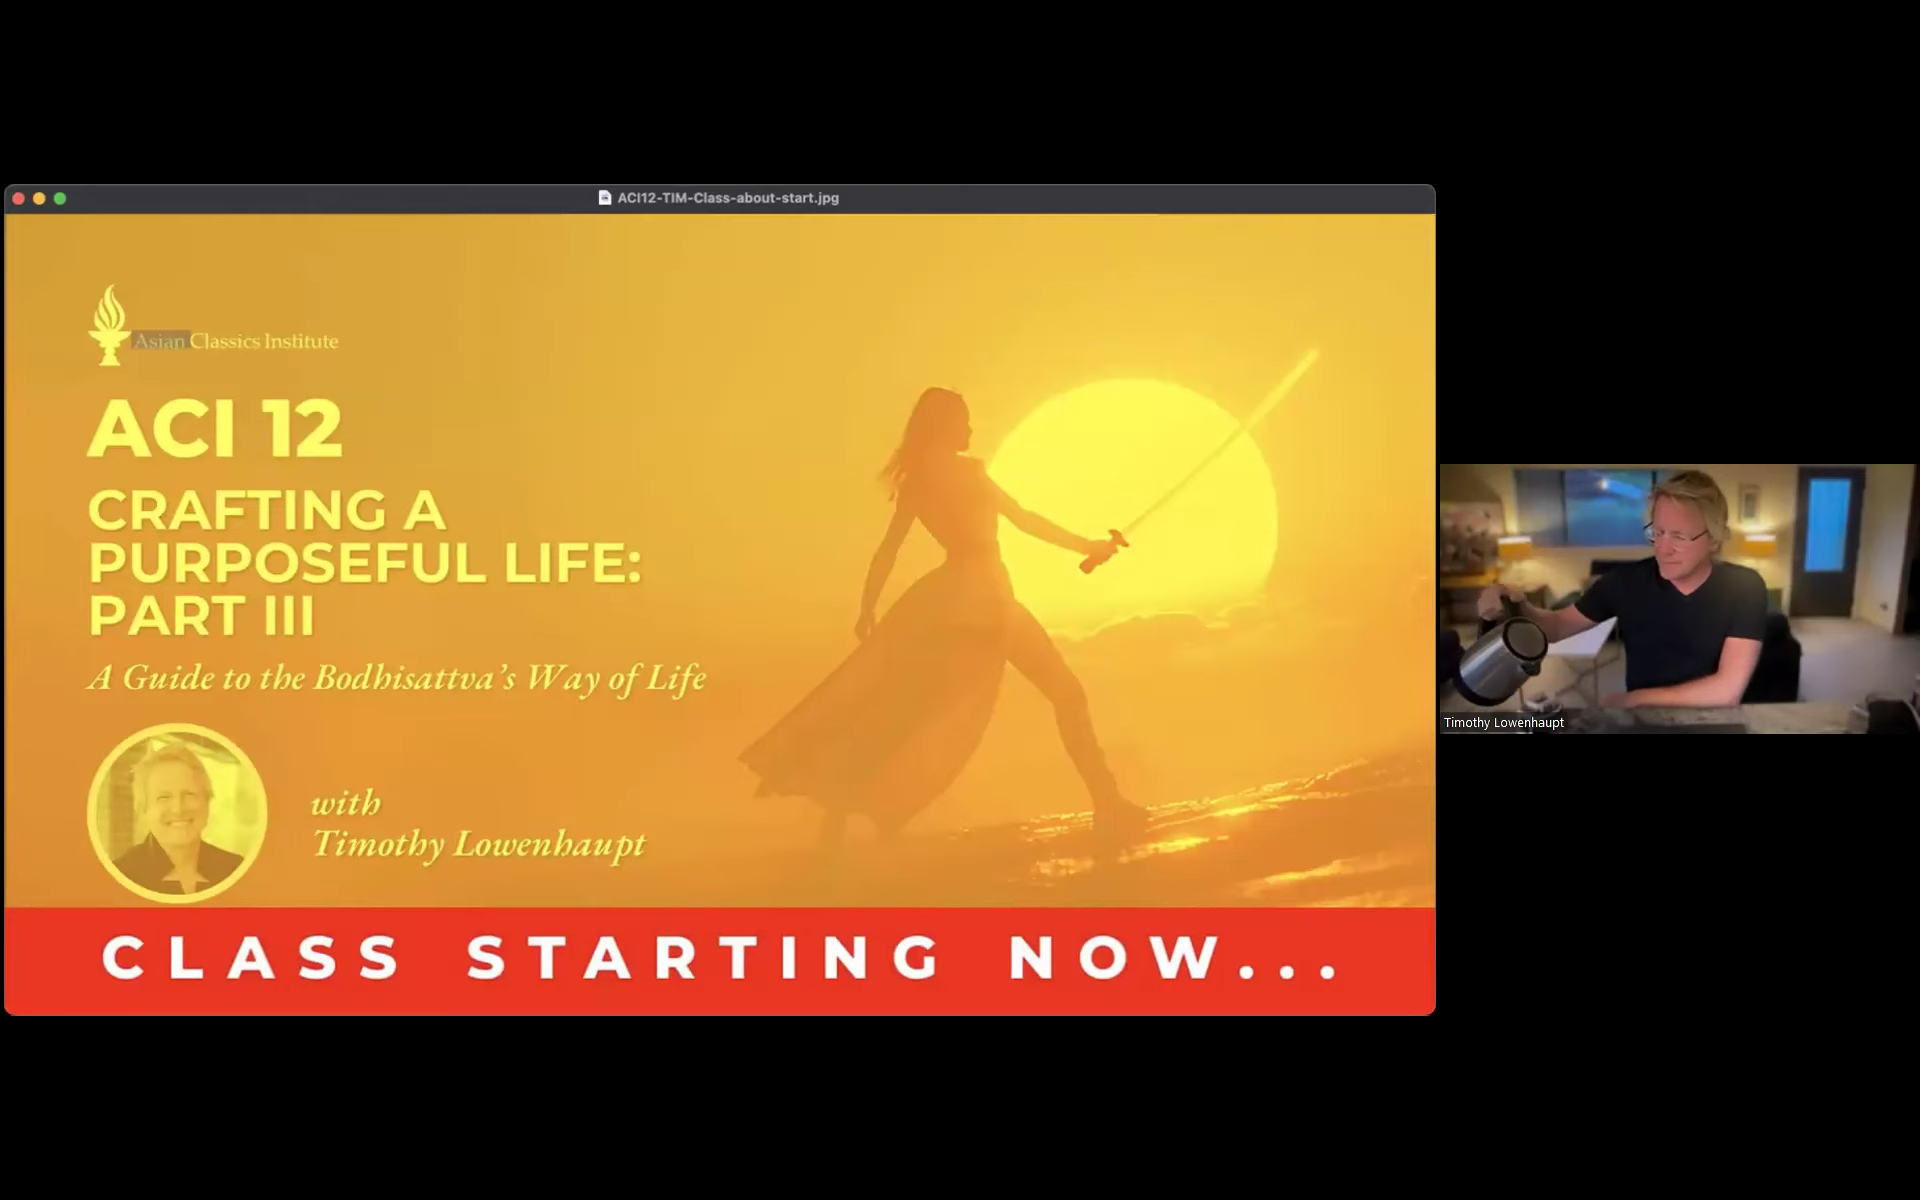 ACI12-TIM-Class-about-start.jpg
Asian Classics Institute
ACI 12
CRAFTING A
PURPOSEFUL LIFE:
PART III
A Guide to the Bodhisattva's Way of Life
with
Timothy Lowenhaupt
CLASS STARTING NOW...
Timothy Lowenhaupt